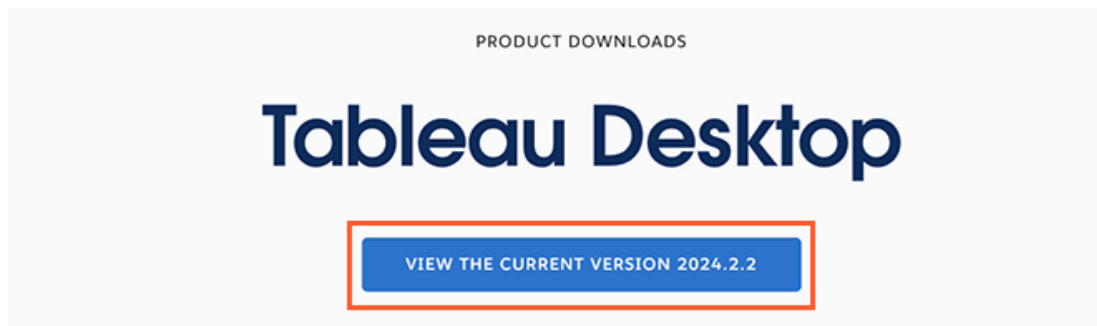 PRODUCT DOWNLOADS
Tableau Desktop
VIEW THE CURRENT VERSION 2024.2.2